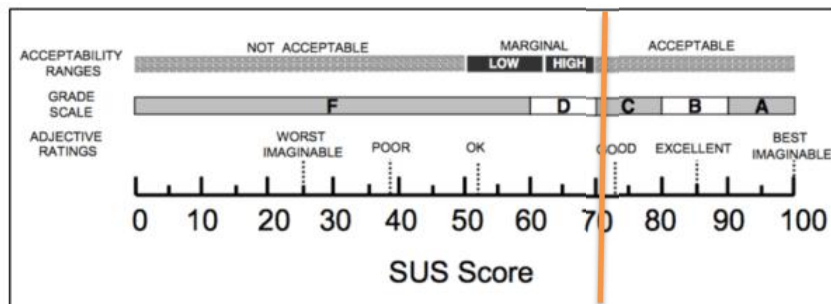 ACCEPTABILITY RANGES NOT ACCEPTABLE MARGINAL ACCEPTABLE
LOW HIGH
GRADE SCALE F D C B A
ADJECTIVE RATINGS WORST IMAGINABLE POOR OK GOOD EXCELLENT BEST IMAGINABLE
0 10 20 30 40 50 60 70 80 90 100
SUS Score